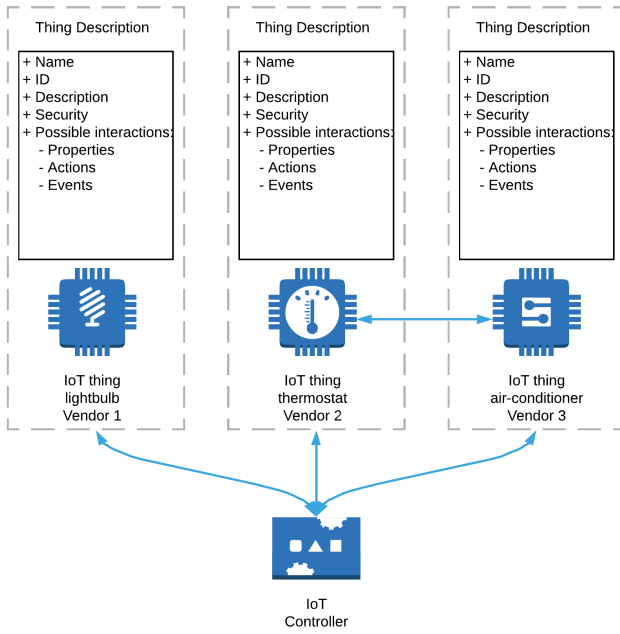 Thing Description
+ Name
+ ID
+ Description
+ Security
+ Possible interactions:
- Properties
- Actions
- Events
IoT thing
lightbulb
Vendor 1
Thing Description
+ Name
+ ID
+ Description
+ Security
+ Possible interactions:
- Properties
- Actions
- Events
IoT thing
thermostat
Vendor 2
Thing Description
+ Name
+ ID
+ Description
+ Security
+ Possible interactions:
- Properties
- Actions
- Events
IoT thing
air-conditioner
Vendor 3
IoT
Controller